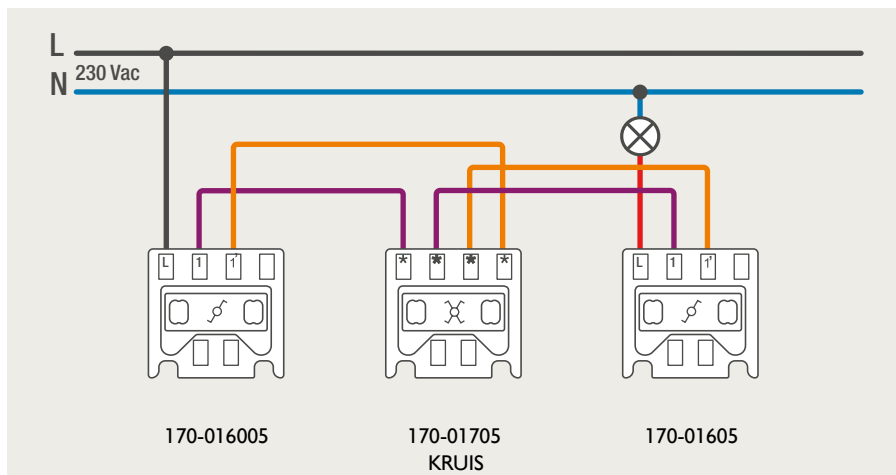 L
230 Vac
N
L 1 1’
* * * *
L 1 1’
170-016005
170-01705
170-01605
KRUIS